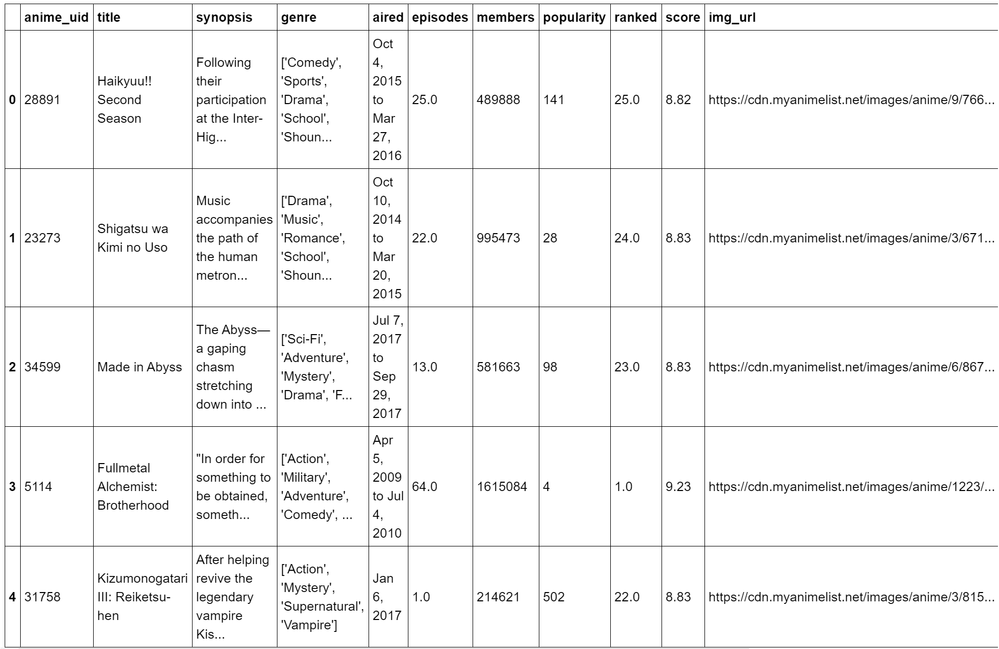 anime_uid title synopsis genre aired episodes members popularity ranked score img_url
0
28891
Haikyuu!!
Second
Season
Following
their
participation
at the Inter-
Hig...
['Comedy',
'Sports',
'Drama',
'School',
'Shoun...
Oct
4,
2015
to
Mar
27,
2016
25.0
489888
141
25.0
8.82
https://cdn.myanimelist.net/images/anime/9/766...
1
23273
Shigatsu wa
Kimi no Uso
Music
accompanies
the path of
the human
metron...
['Drama',
'Music',
'Romance',
'School',
'Shoun...
Oct
10,
2014
to
Mar
20,
2015
22.0
995473
28
24.0
8.83
https://cdn.myanimelist.net/images/anime/3/671...
2
34599
Made in Abyss
The Abyss—
a gaping
chasm
stretching
down into ...
['Sci-Fi',
'Adventure',
'Mystery',
'Drama', 'F...
Jul 7,
2017
to
Sep
29,
2017
13.0
581663
98
23.0
8.83
https://cdn.myanimelist.net/images/anime/6/867...
3
5114
Fullmetal
Alchemist:
Brotherhood
"In order for
something to
be obtained,
someth...
['Action',
'Military',
'Adventure',
'Comedy', ...
Apr
5,
2009
to Jul
4,
2010
64.0
1615084
4
1.0
9.23
https://cdn.myanimelist.net/images/anime/1223/...
4
31758
Kizumonogatari
III: Reiketsu-
hen
After helping
revive the
legendary
vampire
Kis...
['Action',
'Mystery',
'Supernatural',
'Vampire']
Jan
6,
2017
1.0
214621
502
22.0
8.83
https://cdn.myanimelist.net/images/anime/3/815...